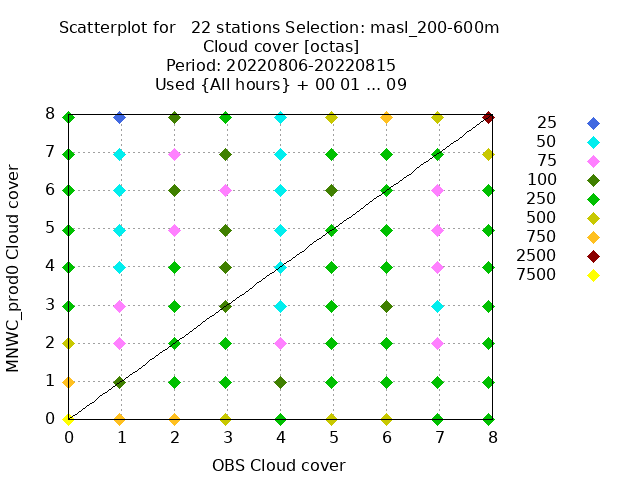 Scatterplot for   22 stations Selection: masl_200-600m
Cloud cover [octas]
Period: 20220806-20220815
Used {All hours} + 00 01 ... 09
8
7
6
5
4
3
2
1
0
MNWC_prod0 Cloud cover
0 1 2 3 4 5 6 7 8
OBS Cloud cover
25
50
75
100
250
500
750
2500
7500